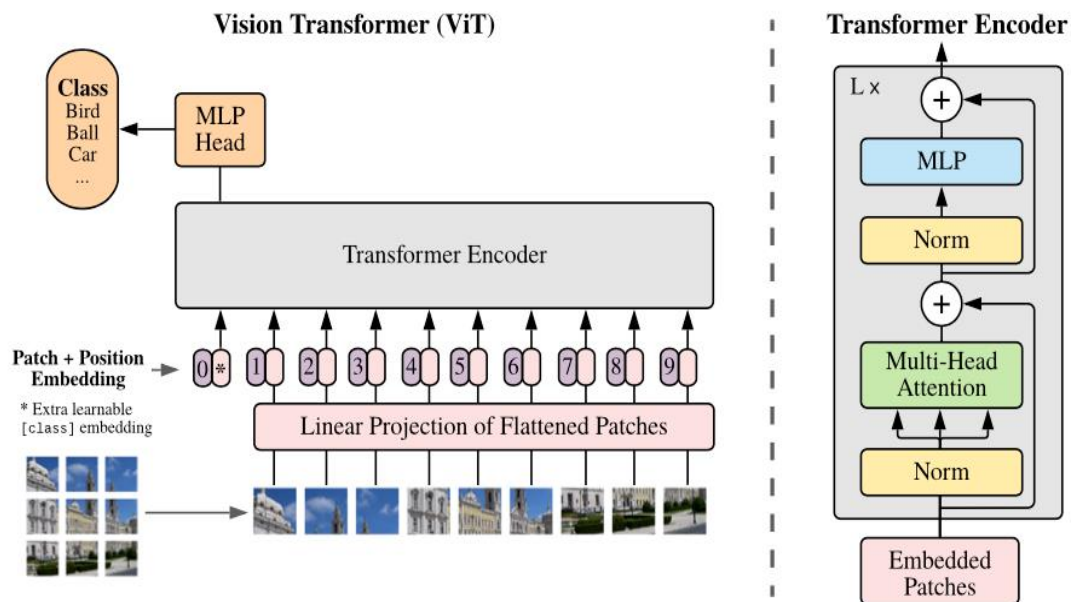 Vision Transformer (ViT)
Class
Bird
Ball
Car
...
MLP
Head
Transformer Encoder
Patch + Position
Embedding
0 * 1 2 3 4 5 6 7 8 9
* Extra learnable
[class] embedding
Linear Projection of Flattened Patches
Transformer Encoder
L x
+
MLP
Norm
+
Multi-Head
Attention
Norm
Embedded
Patches